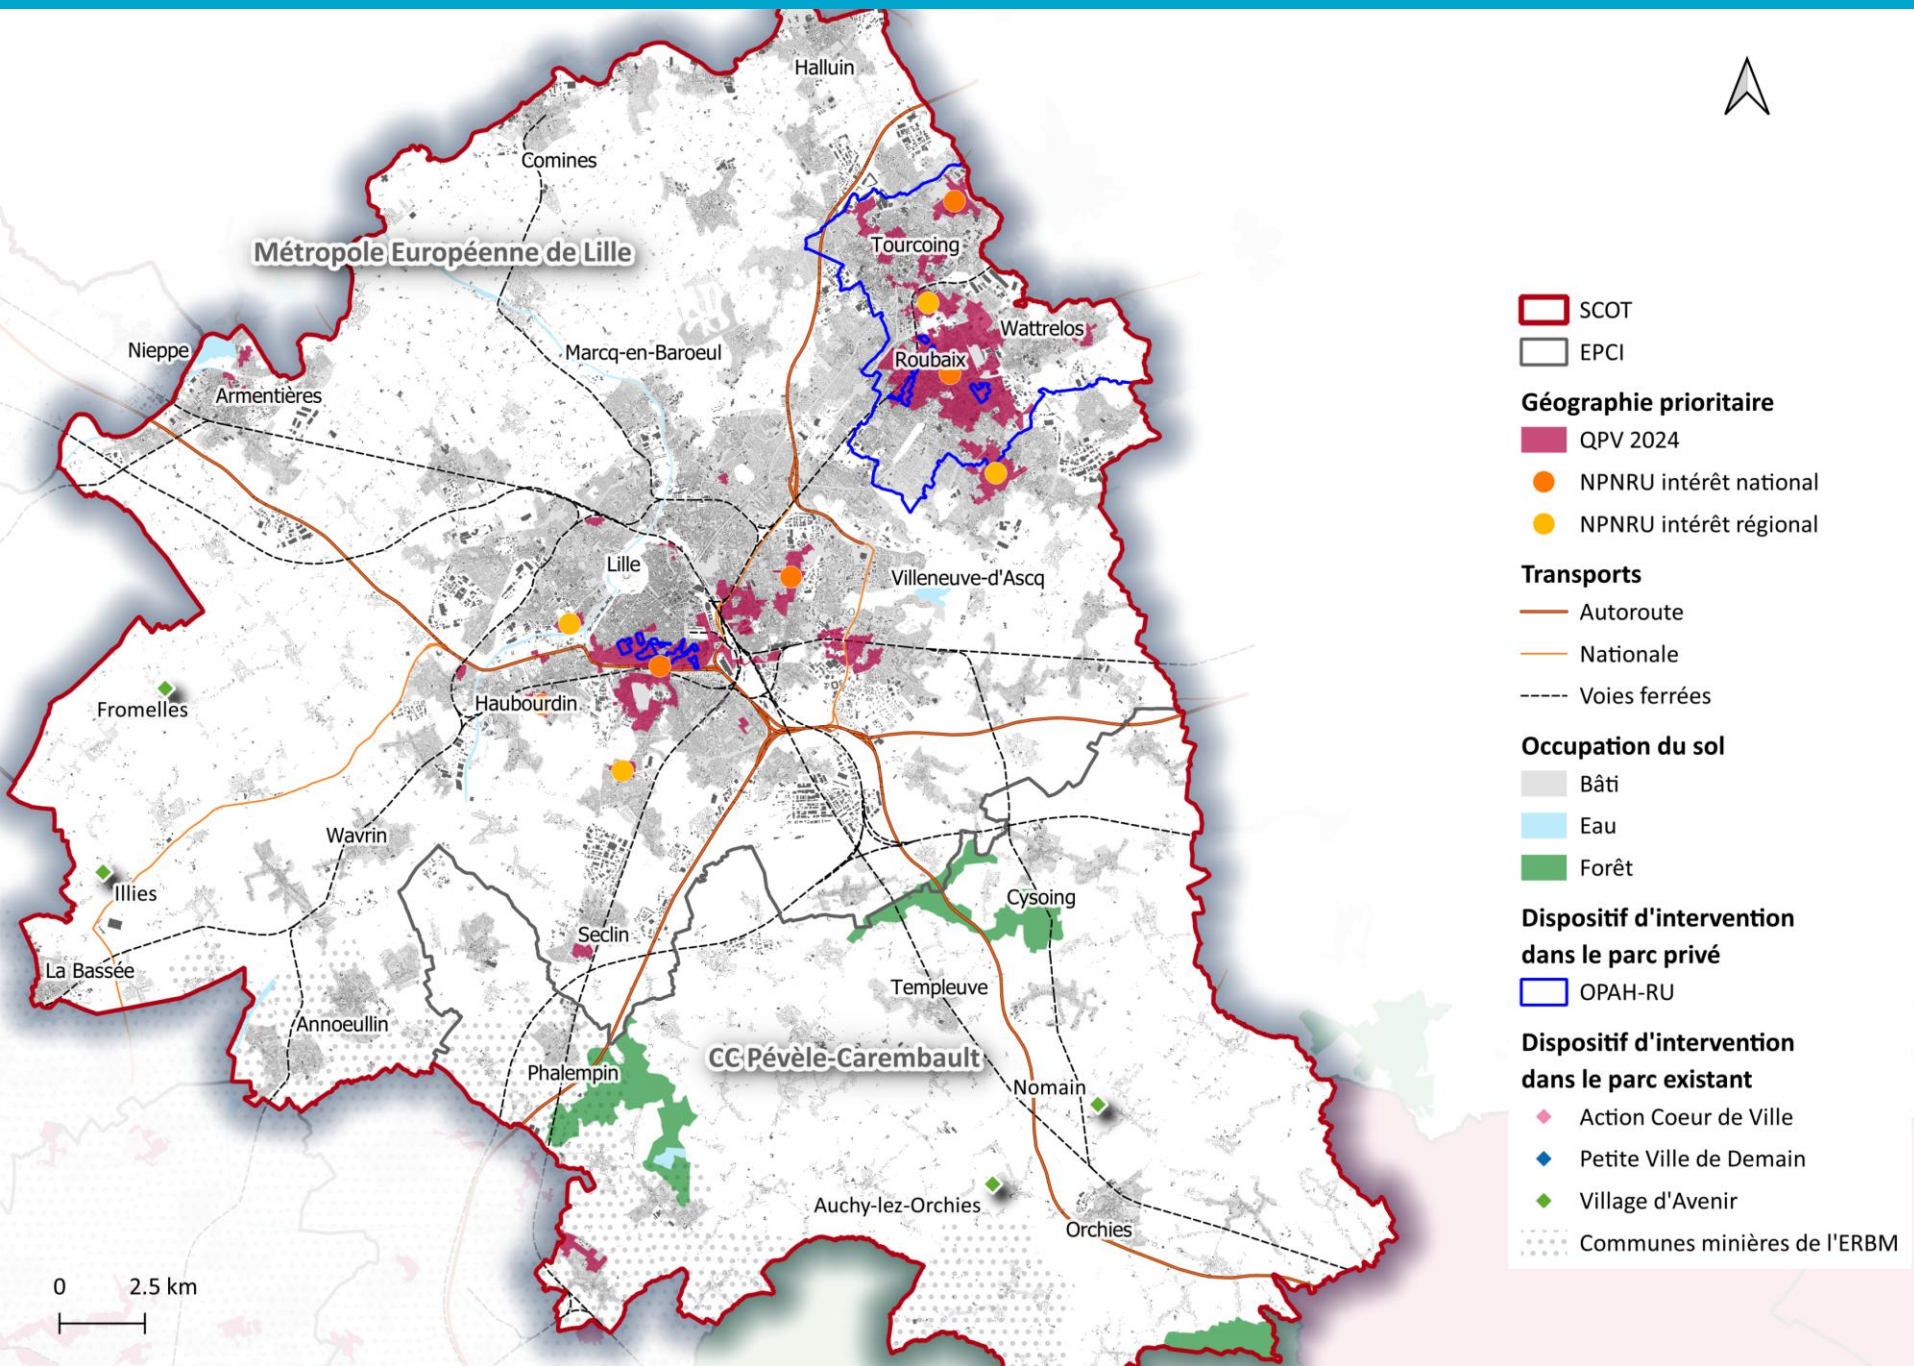 Halluin
Comines
Métropole Européenne de Lille
Tourcoing
Nieppe
Marcq-en-Baroeul
Wattrelos
Roubaix
Armentières
Lille
Villeneuve-d'Ascq
Fromelles
Haubourdin
Wavrin
Illies
Cysoing
Seclin
La Bassée
Templeuve
Annoeullin
CC Pévèle-Carembault
Phalempin
Nomain
Auchy-lez-Orchies
Orchies
0 2.5 km
SCOT
EPCI
Géographie prioritaire
QPV 2024
NPNRU intérêt national
NPNRU intérêt régional
Transports
Autoroute
Nationale
Voies ferrées
Occupation du sol
Bâti
Eau
Forêt
Dispositif d'intervention
dans le parc privé
OPAH-RU
Dispositif d'intervention
dans le parc existant
Action Coeur de Ville
Petite Ville de Demain
Village d'Avenir
Communes minières de l'ERBM